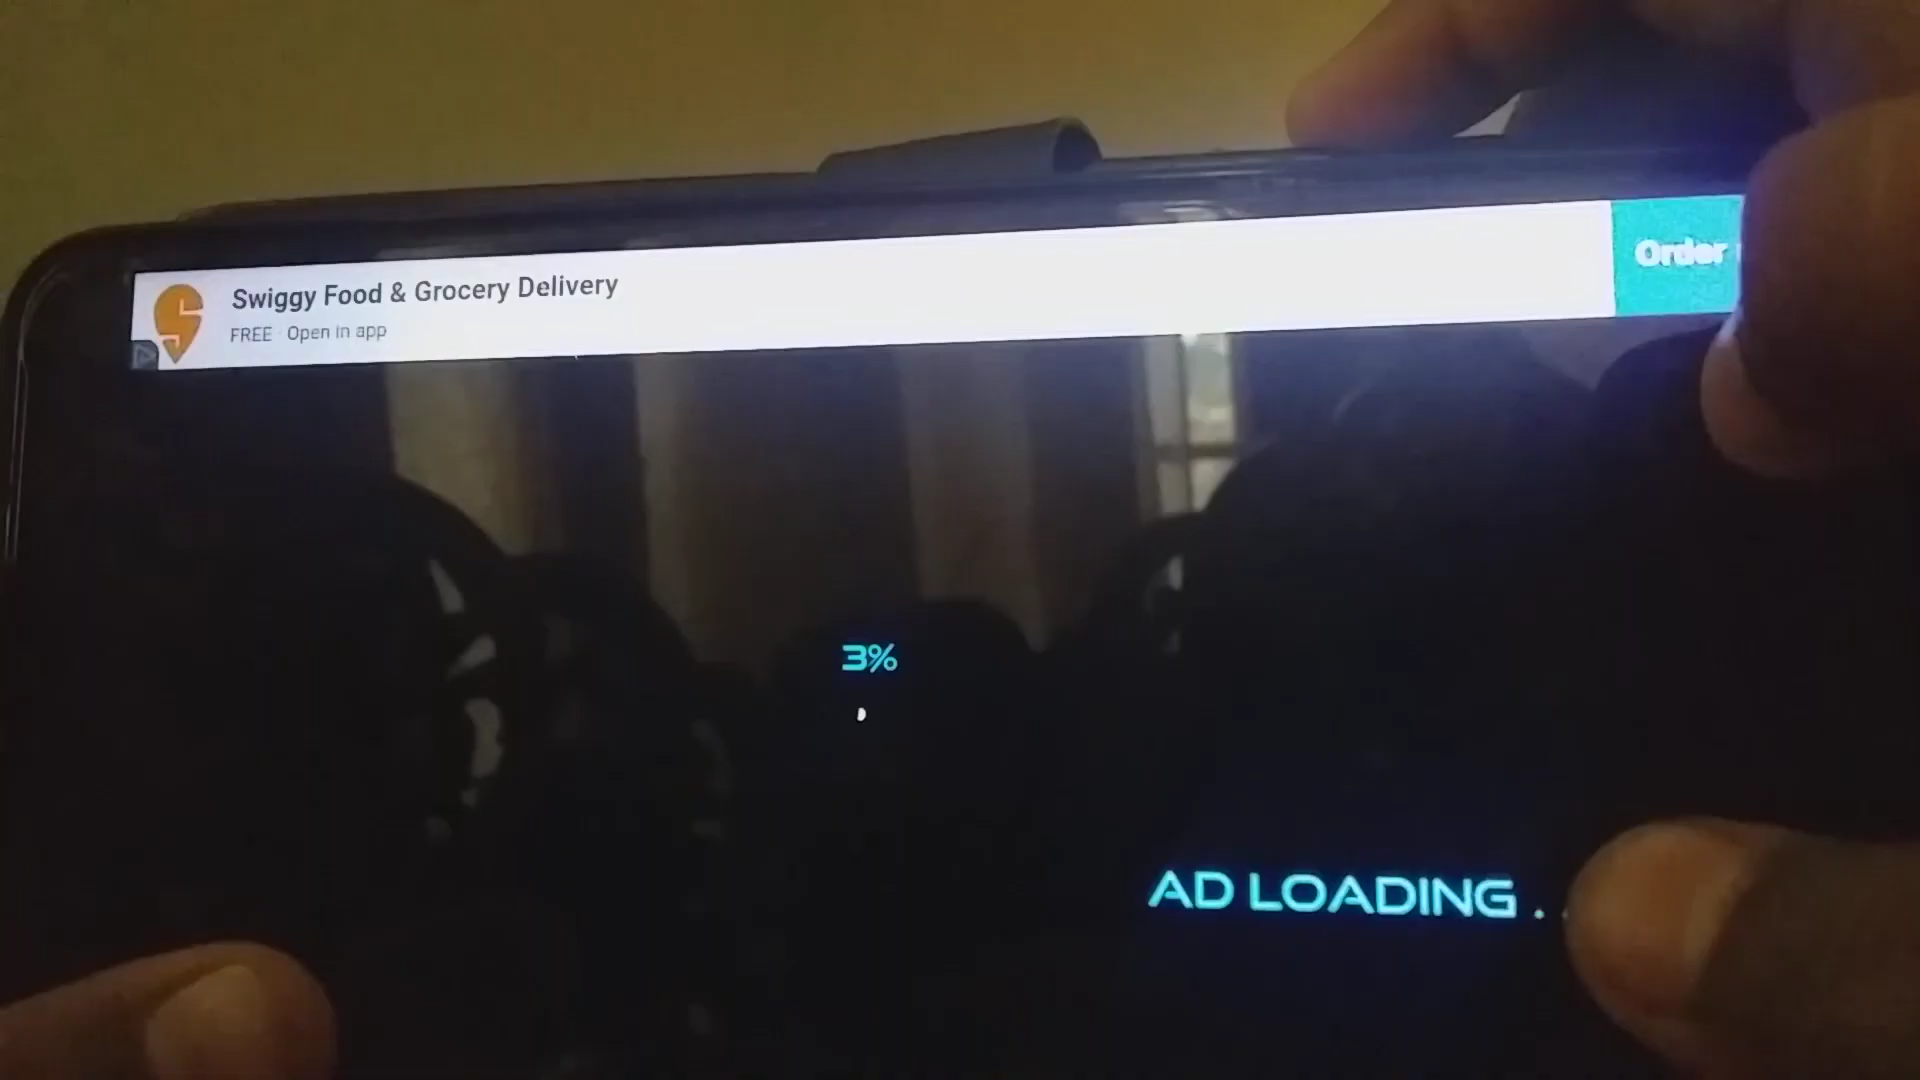 Swiggy Food & Grocery Delivery
FREE · Open in app
Order
3%
AD LOADING . .